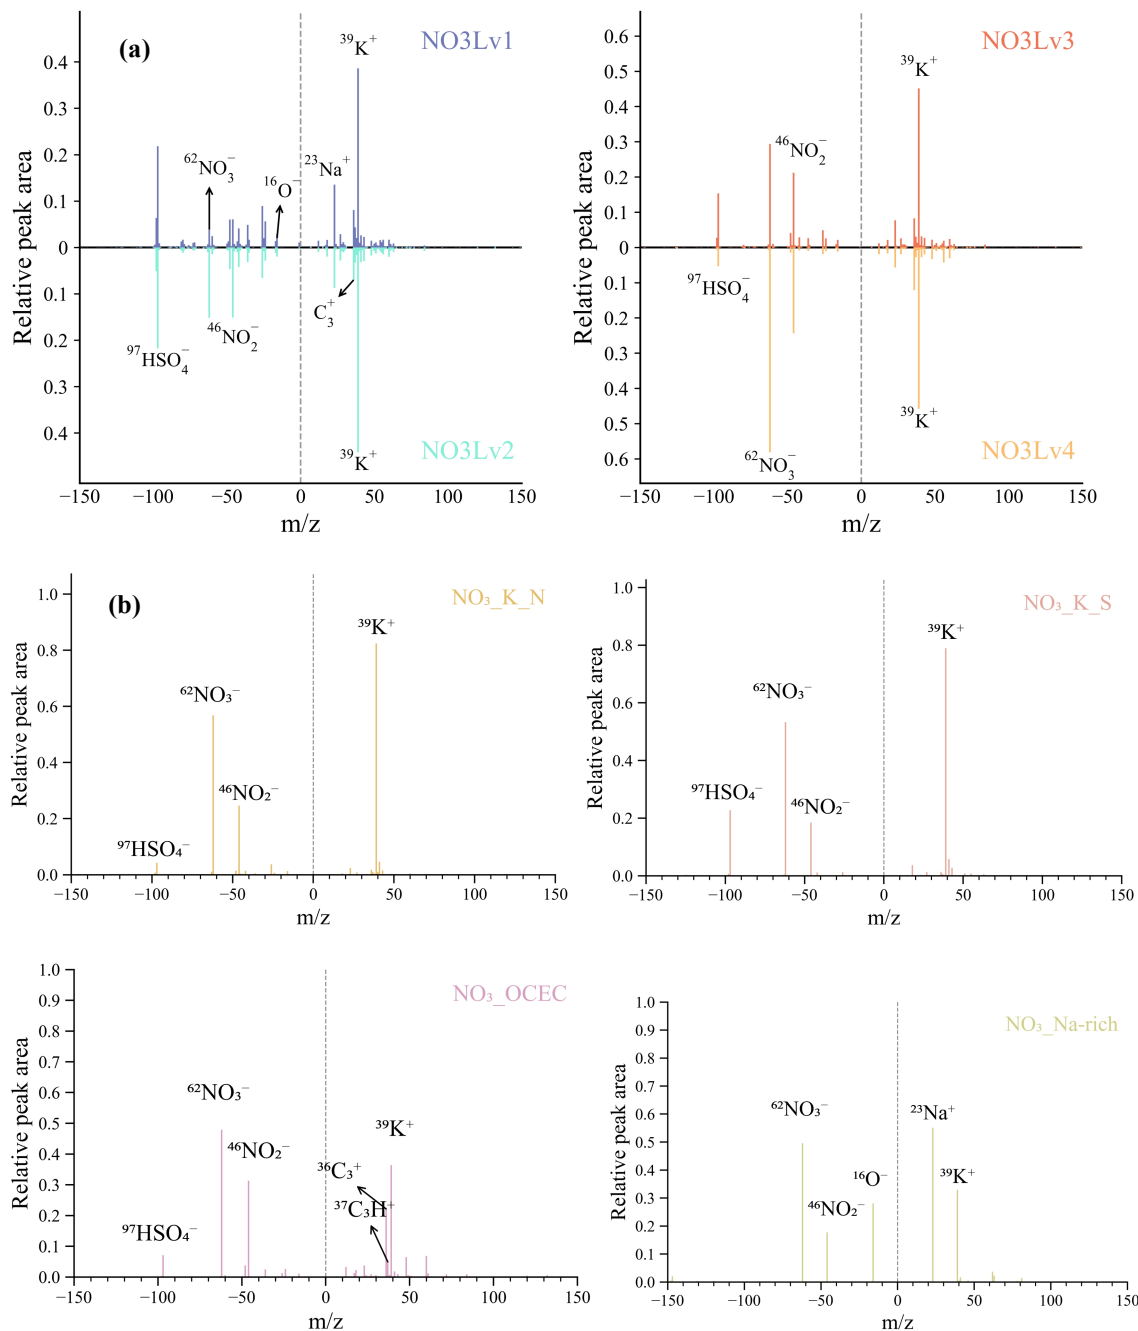 (a)
NO3Lv1
³⁹K⁺
⁶²NO₃⁻
¹⁶O⁻
²³Na⁺
0.4
0.3
0.2
0.1
0
0.1
0.2
0.3
0.4
Relative peak area
C₃⁺
⁴⁶NO₂⁻
⁹⁷HSO₄⁻
³⁹K⁺
NO3Lv2
−150 −100 −50 0 50 100 150
m/z
NO3Lv3
³⁹K⁺
⁴⁶NO₂⁻
0.6
0.5
0.4
0.3
0.2
0.1
0
0.1
0.2
0.3
0.4
0.5
0.6
Relative peak area
⁹⁷HSO₄⁻
³⁹K⁺
⁶²NO₃⁻
NO3Lv4
−150 −100 −50 0 50 100 150
m/z
(b)
NO₃_K_N
³⁹K⁺
⁶²NO₃⁻
⁴⁶NO₂⁻
⁹⁷HSO₄⁻
1.0
0.8
0.6
0.4
0.2
0.0
Relative peak area
−150 −100 −50 0 50 100 150
m/z
NO₃_K_S
³⁹K⁺
⁶²NO₃⁻
⁹⁷HSO₄⁻
⁴⁶NO₂⁻
1.0
0.8
0.6
0.4
0.2
0.0
Relative peak area
−150 −100 −50 0 50 100 150
m/z
NO₃_OCEC
⁶²NO₃⁻
⁴⁶NO₂⁻
³⁹K⁺
³⁶C₃⁺
³⁷C₃H⁺
⁹⁷HSO₄⁻
1.0
0.9
0.8
0.7
0.6
0.5
0.4
0.3
0.2
0.1
0.0
Relative peak area
−150 −100 −50 0 50 100 150
m/z
NO₃_Na-rich
⁶²NO₃⁻
²³Na⁺
¹⁶O⁻
³⁹K⁺
⁴⁶NO₂⁻
1.0
0.9
0.8
0.7
0.6
0.5
0.4
0.3
0.2
0.1
0.0
Relative peak area
−150 −100 −50 0 50 100 150
m/z